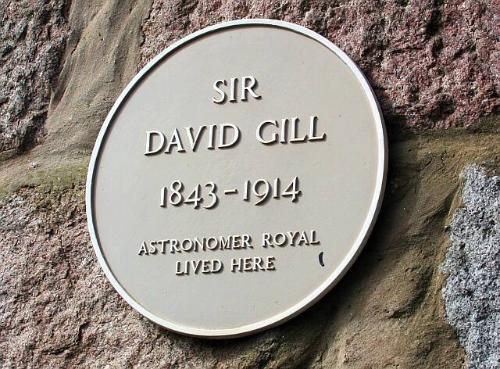 SIR
DAVID GILL
1843-1914
ASTRONOMER ROYAL
LIVED HERE